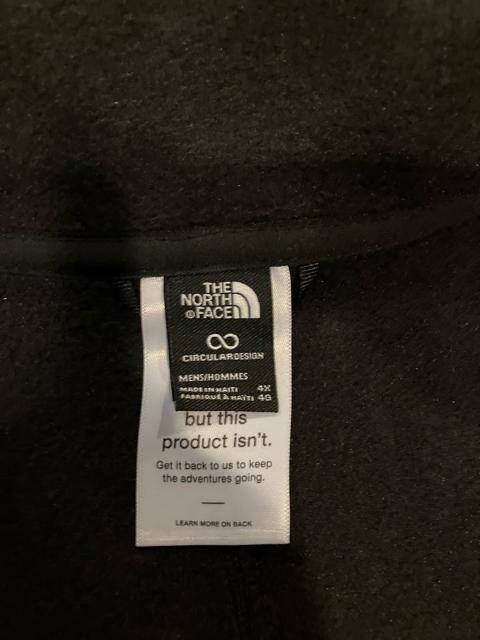 THE
NORTH
FACE
CIRCULARDESIGN
MENS/HOMMES
MADE IN HAITI 4X
FABRIQUÉ À HAÏTI 4G
but this
product isn't.
Get it back to us to keep
the adventures going.
LEARN MORE ON BACK